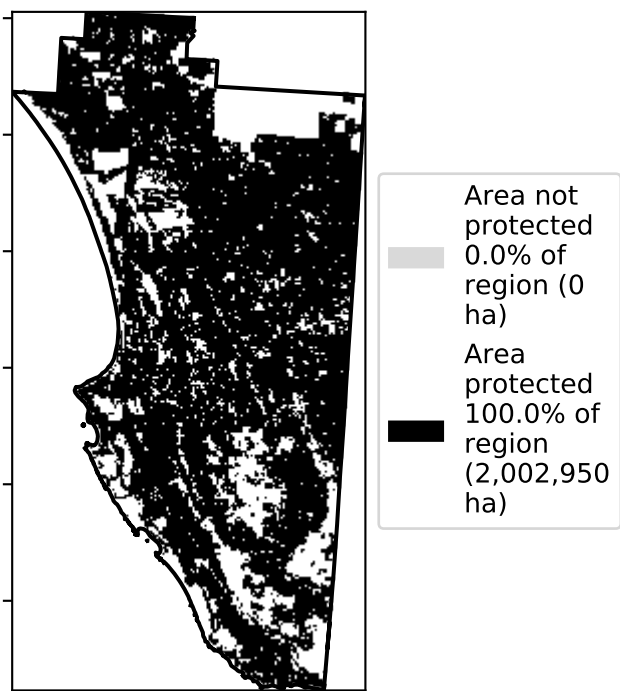 Area not
protected
0.0% of
region (0
ha)
Area
protected
100.0% of
region
(2,002,950
ha)